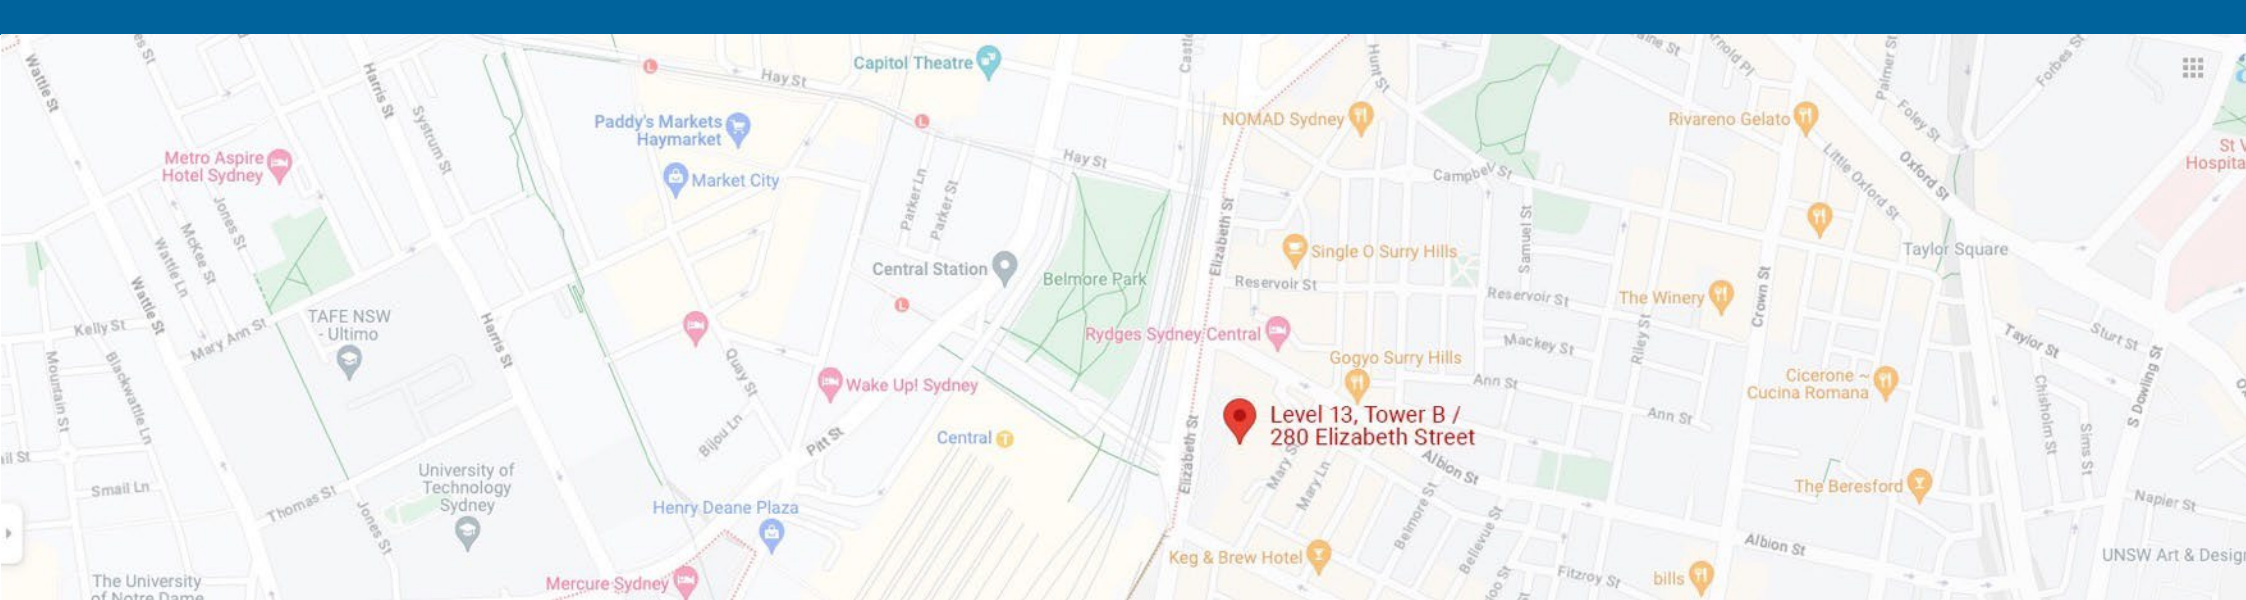 Wattle St
Harris St
Systrum St
Hay St
Capitol Theatre
Castle
Hunt St
Palmer St
Forbes St
Foley St
Paddy's Markets
Haymarket
NOMAD Sydney
Rivareno Gelato
Little Oxford St
Oxford St
Metro Aspire
Hotel Sydney
Market City
Hay St
Campbell St
St V
Hospita
Jones St
McKee St
Wattle Ln
Parker Ln
Parker St
Elizabeth St
Samuel St
Taylor Square
Central Station
Belmore Park
Single O Surry Hills
Reservoir St
Reservoir St
The Winery
Crown St
Wattle St
Kelly St
Mary Ann St
TAFE NSW
- Ultimo
Harris St
Rydges Sydney Central
Mackey St
Riley St
Taylor St
Sturt St
S Dowling St
Mountain St
Blackwattle Ln
Quay St
Wake Up! Sydney
Gogyo Surry Hills
Ann St
Ann St
Cicerone ~
Cucina Romana
Chisholm St
Sims St
Level 13, Tower B /
280 Elizabeth Street
Bijou Ln
Pitt St
Central
Elizabeth St
Mary St
Mary Ln
Albion St
ail St
Smail Ln
University of
Technology
Sydney
Thomas St
Jones St
Henry Deane Plaza
Belmore St
Bellevue St
The Beresford
Napier St
Keg & Brew Hotel
Albion St
UNSW Art & Desig
The University
of Notre Dame
Mercure Sydney
Fitzroy St
bills